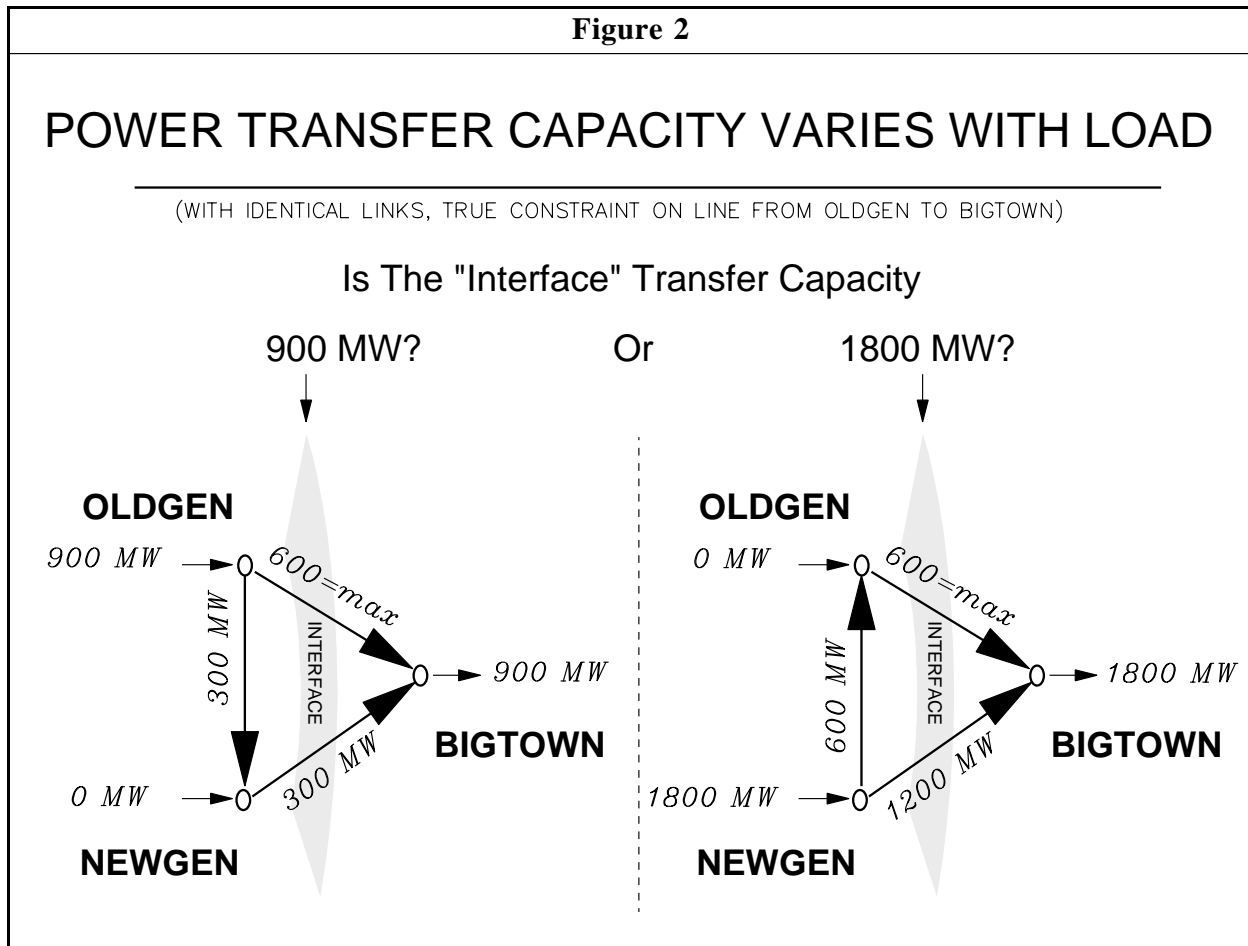 Figure 2
POWER TRANSFER CAPACITY VARIES WITH LOAD
(WITH IDENTICAL LINKS, TRUE CONSTRAINT ON LINE FROM OLDGEN TO BIGTOWN)
Is The "Interface" Transfer Capacity
900 MW? Or 1800 MW?
OLDGEN
900 MW
600=max
300 MW
INTERFACE
900 MW
BIGTOWN
300 MW
0 MW
NEWGEN
OLDGEN
0 MW
600=max
600 MW
INTERFACE
1800 MW
BIGTOWN
1200 MW
1800 MW
NEWGEN